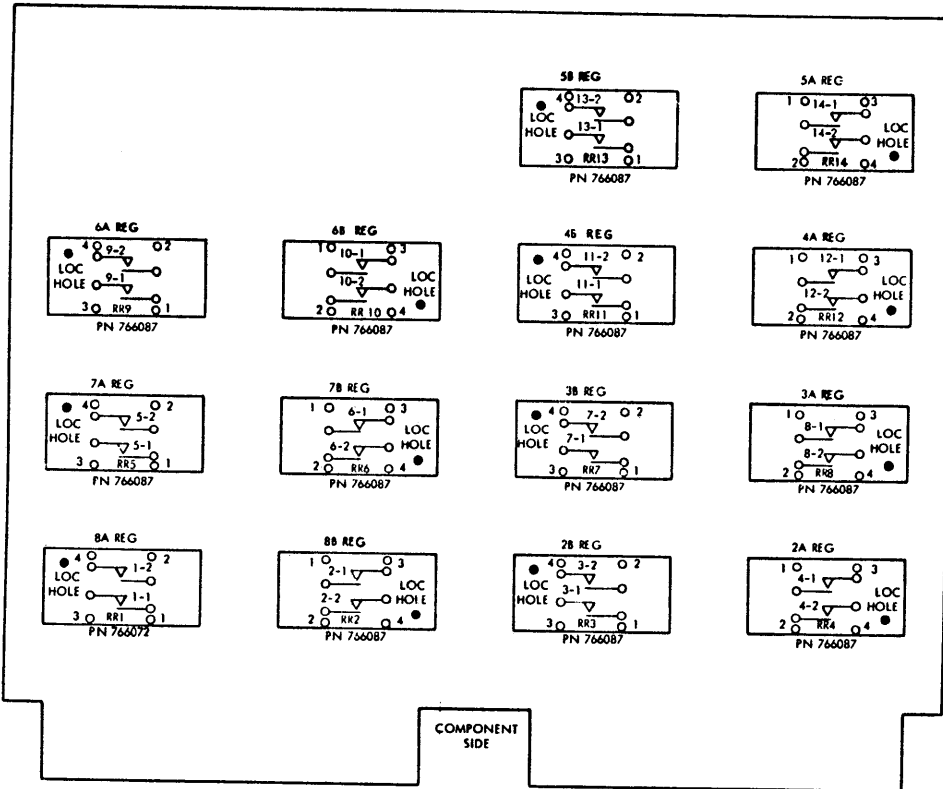 5B REG
4 13-2 2
LOC HOLE
13-1
3 RR13 1
PN 766087
5A REG
1 14-1 3
LOC HOLE
14-2
2 RR14 4
PN 766087
6A REG
4 9-2 2
LOC HOLE
9-1
3 RR9 1
PN 766087
6B REG
1 10-1 3
LOC HOLE
10-2
2 RR 10 4
PN 766087
4B REG
4 11-2 2
LOC HOLE
11-1
3 RR11 1
PN 766087
4A REG
1 12-1 3
LOC HOLE
12-2
2 RR12 4
PN 766087
7A REG
4 5-2 2
LOC HOLE
5-1
3 RR5 1
PN 766087
7B REG
1 6-1 3
LOC HOLE
6-2
2 RR6 4
PN 766087
3B REG
4 7-2 2
LOC HOLE
7-1
3 RR7 1
PN 766087
3A REG
1 8-1 3
LOC HOLE
8-2
2 RR8 4
PN 766087
8A REG
4 1-2 2
LOC HOLE
1-1
3 RR1 1
PN 766072
8B REG
1 2-1 3
LOC HOLE
2-2
2 RR2 4
PN 766087
2B REG
4 3-2 2
LOC HOLE
3-1
3 RR3 1
PN 766087
2A REG
1 4-1 3
LOC HOLE
4-2
2 RR4 4
PN 766087
COMPONENT
SIDE